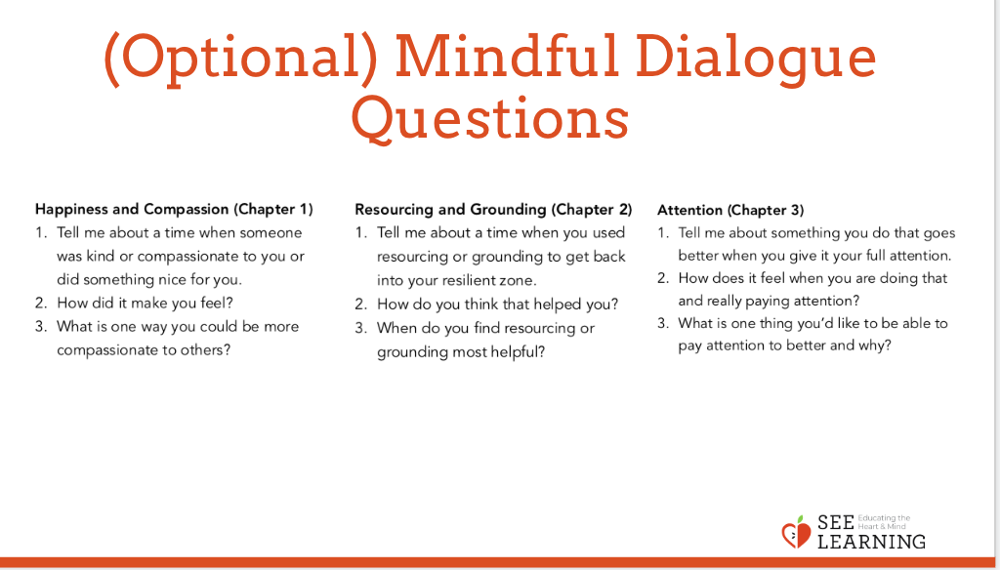 (Optional) Mindful Dialogue
Questions
Happiness and Compassion (Chapter 1)
1. Tell me about a time when someone
was kind or compassionate to you or
did something nice for you.
2. How did it make you feel?
3. What is one way you could be more
compassionate to others?
Resourcing and Grounding (Chapter 2)
1. Tell me about a time when you used
resourcing or grounding to get back
into your resilient zone.
2. How do you think that helped you?
3. When do you find resourcing or
grounding most helpful?
Attention (Chapter 3)
1. Tell me about something you do that goes
better when you give it your full attention.
2. How does it feel when you are doing that
and really paying attention?
3. What is one thing you’d like to be able to
pay attention to better and why?
SEE
Educating the
Heart & Mind
LEARNING